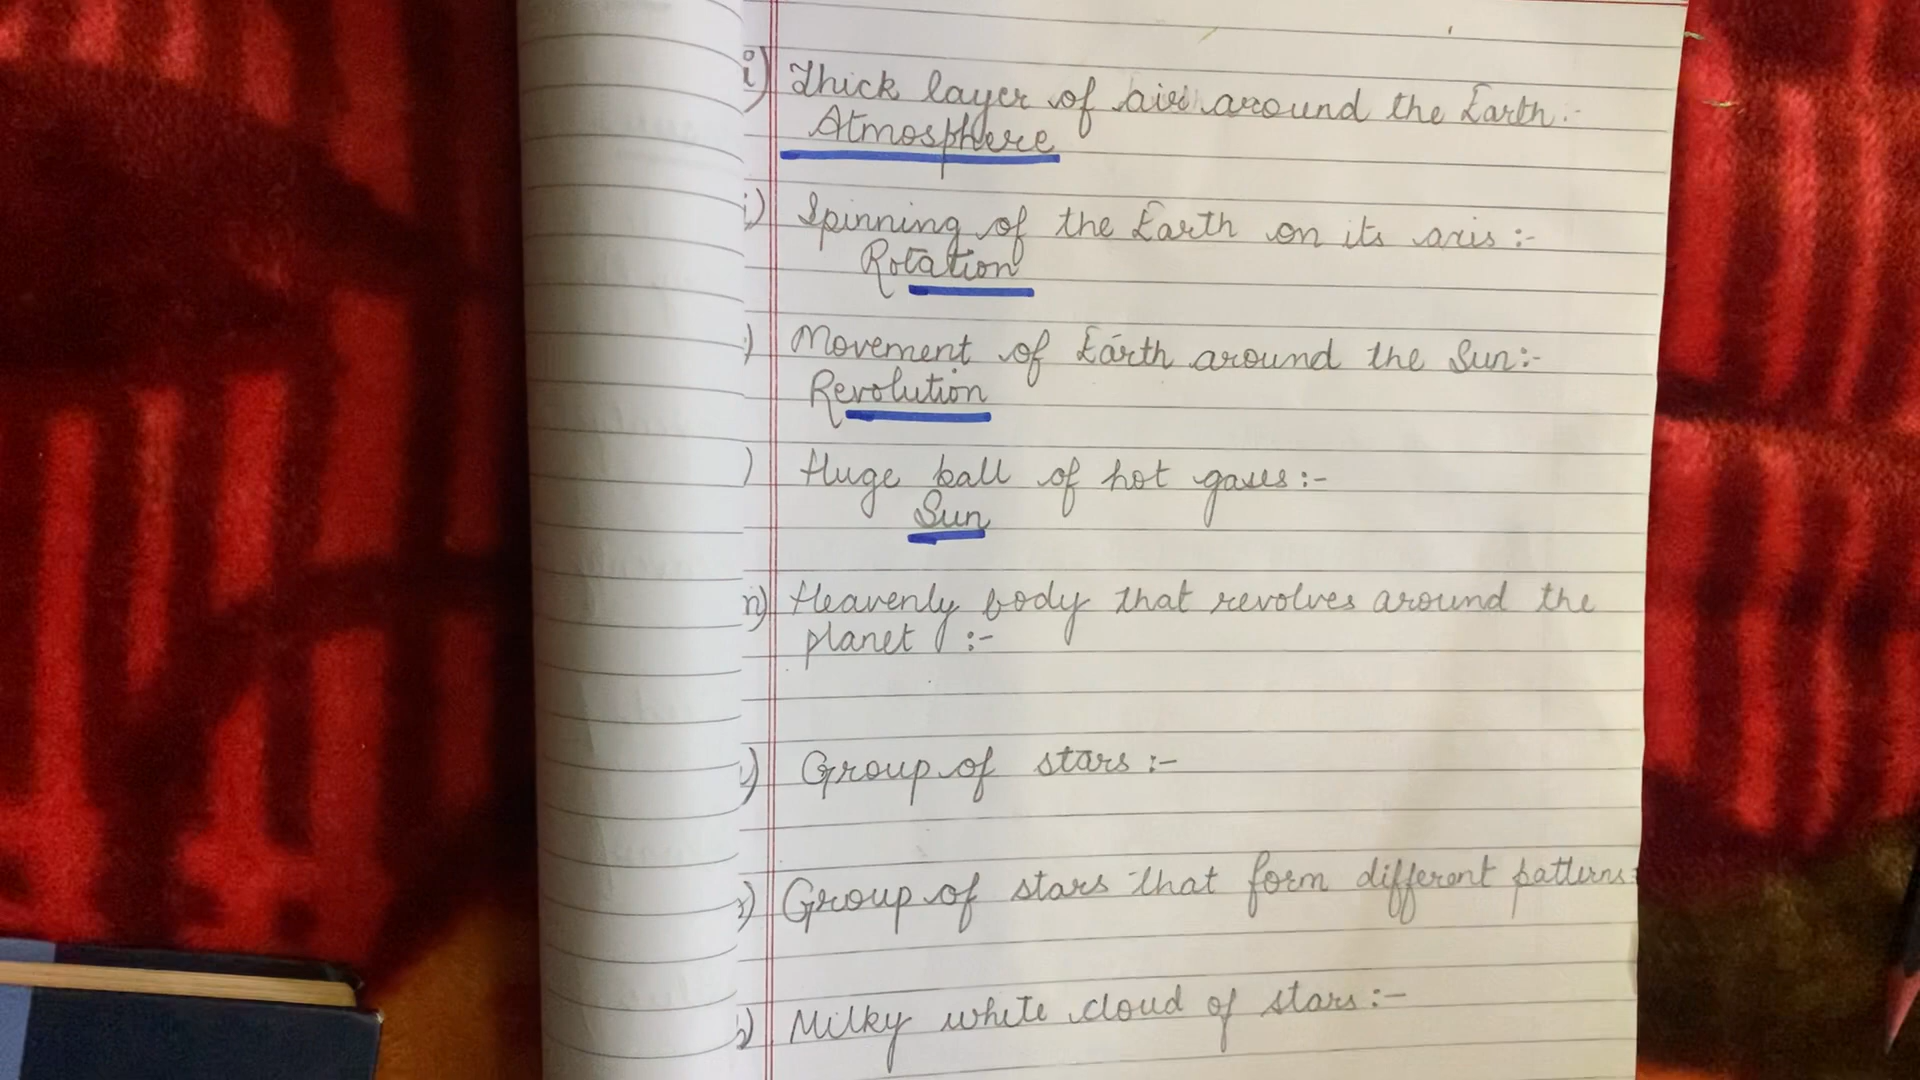 i) Thick layer of air around the Earth:-
Atmosphere
i) Spinning of the Earth on its axis:-
Rotation
) Movement of Earth around the Sun:-
Revolution
) Huge ball of hot gases:-
Sun
n) Heavenly body that revolves around the
planet :-
) Group of stars :-
) Group of stars that form different patterns:
) Milky white cloud of stars:-